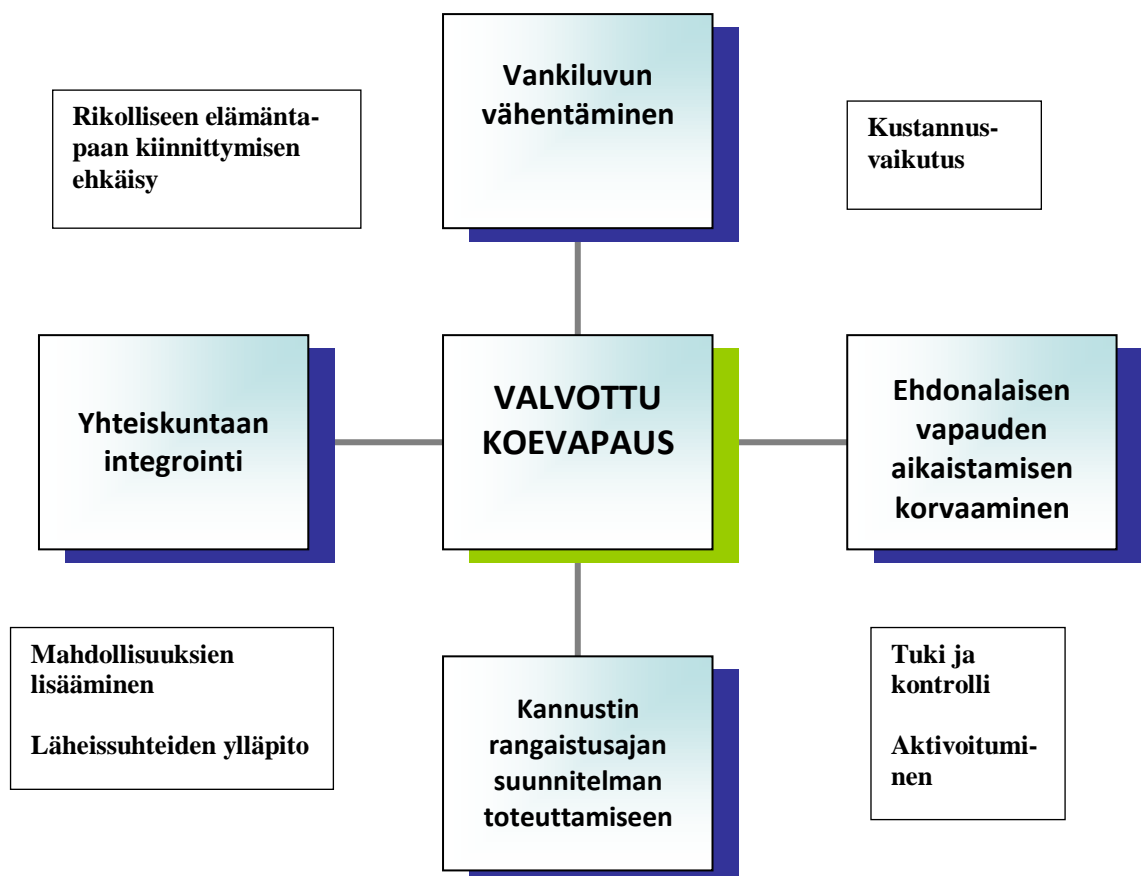 Vankiluvun
vähentäminen
Rikolliseen elämänta-
paan kiinnittymisen
ehkäisy
Kustannus-
vaikutus
Yhteiskuntaan
integrointi
VALVOTTU
KOEVAPAUS
Ehdonalaisen
vapauden
aikaistamisen
korvaaminen
Mahdollisuuksien
lisääminen
Läheissuhteiden ylläpito
Kannustin
rangaistusajan
suunnitelman
toteuttamiseen
Tuki ja
kontrolli
Aktivoitumi-
nen